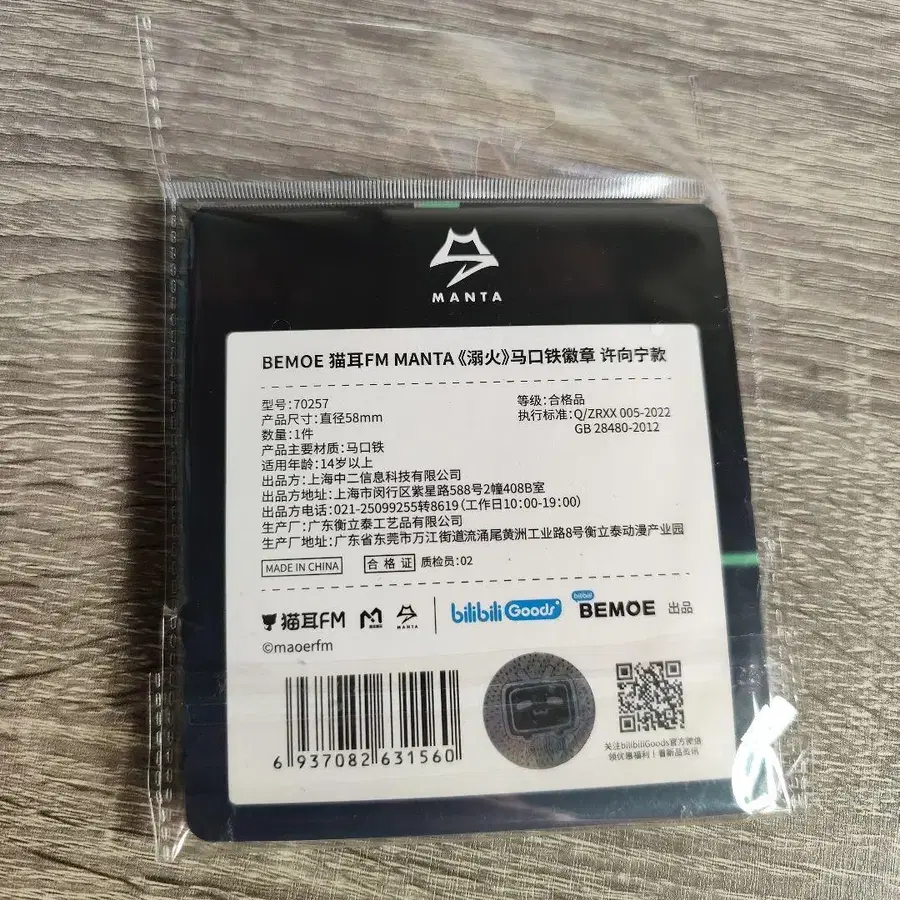 MANTA
BEMOE 猫耳FM MANTA《溺火》马口铁徽章 许向宁款
型号:70257
产品尺寸:直径58mm
数量:1件
产品主要材质:马口铁
适用年龄:14岁以上
等级:合格品
执行标准:Q/ZRXX 005-2022
GB 28480-2012
出品方:上海中二信息科技有限公司
出品方地址:上海市闵行区紫星路588号2幢408B室
出品方电话:021-25099255转8619(工作日10:00-19:00)
生产厂:广东衡立泰工艺品有限公司
生产厂地址:广东省东莞市万江街道流涌尾黄洲工业路8号衡立泰动漫产业园
MADE IN CHINA 合格证 质检员:02
猫耳FM MANTA bilibili Goods bilibili BEMOE 出品
©maoerfm
6 937082 631560
关注bilibiliGoods官方微信
领优惠福利!看新品资讯